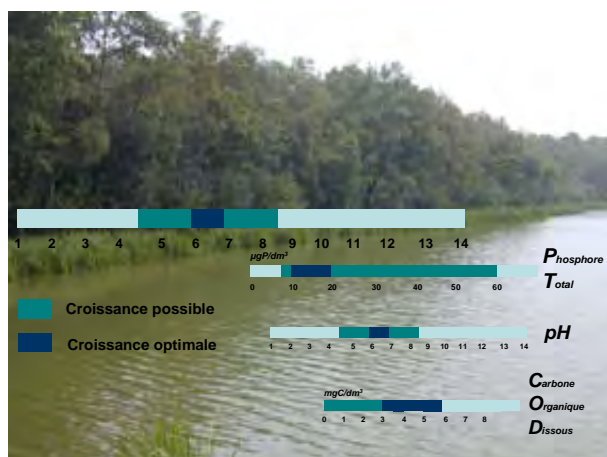 1 2 3 4 5 6 7 8 9 10 11 12 13 14
µgP/dm³
Phosphore
0 10 20 30 40 50 60
Total
Croissance possible
1 2 3 4 5 6 7 8 9 10 11 12 13 14
pH
Croissance optimale
mgC/dm³
Carbone
0 1 2 3 4 5 6 7 8
Organique
Dissous